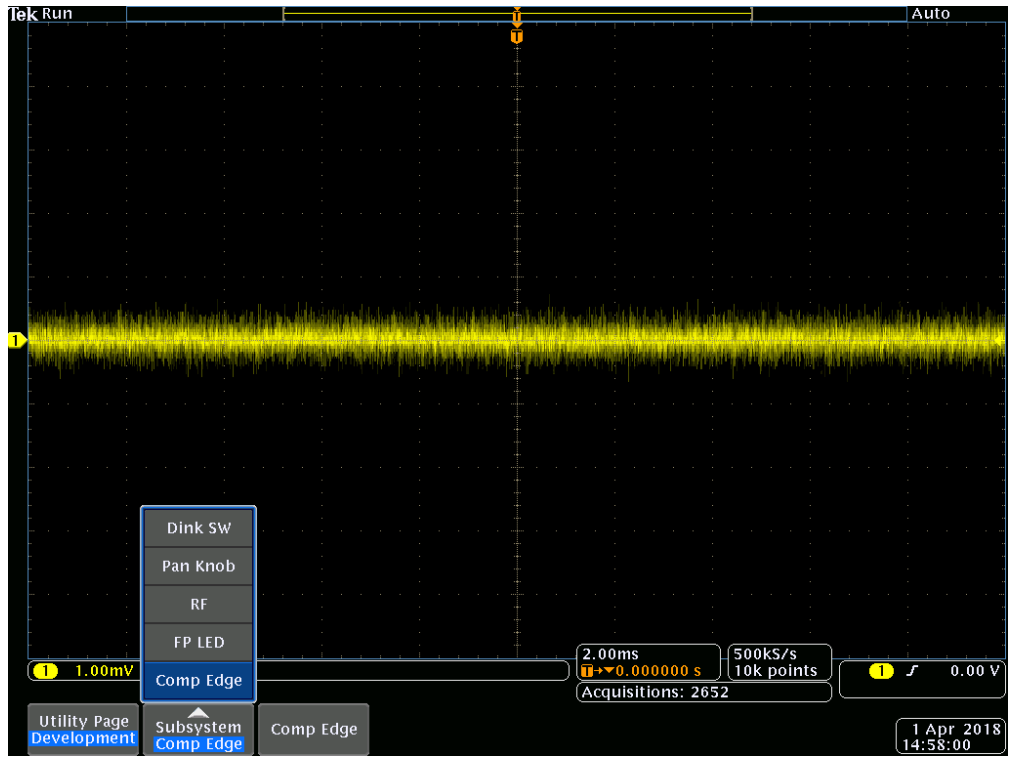 Tek Run
Auto
T
T
1
Dink SW
Pan Knob
RF
FP LED
Comp Edge
1 1.00mV
2.00ms
T→▼0.000000 s
500kS/s
10k points
Acquisitions: 2652
1 0.00 V
Utility Page
Development
Subsystem
Comp Edge
Comp Edge
1 Apr 2018
14:58:00